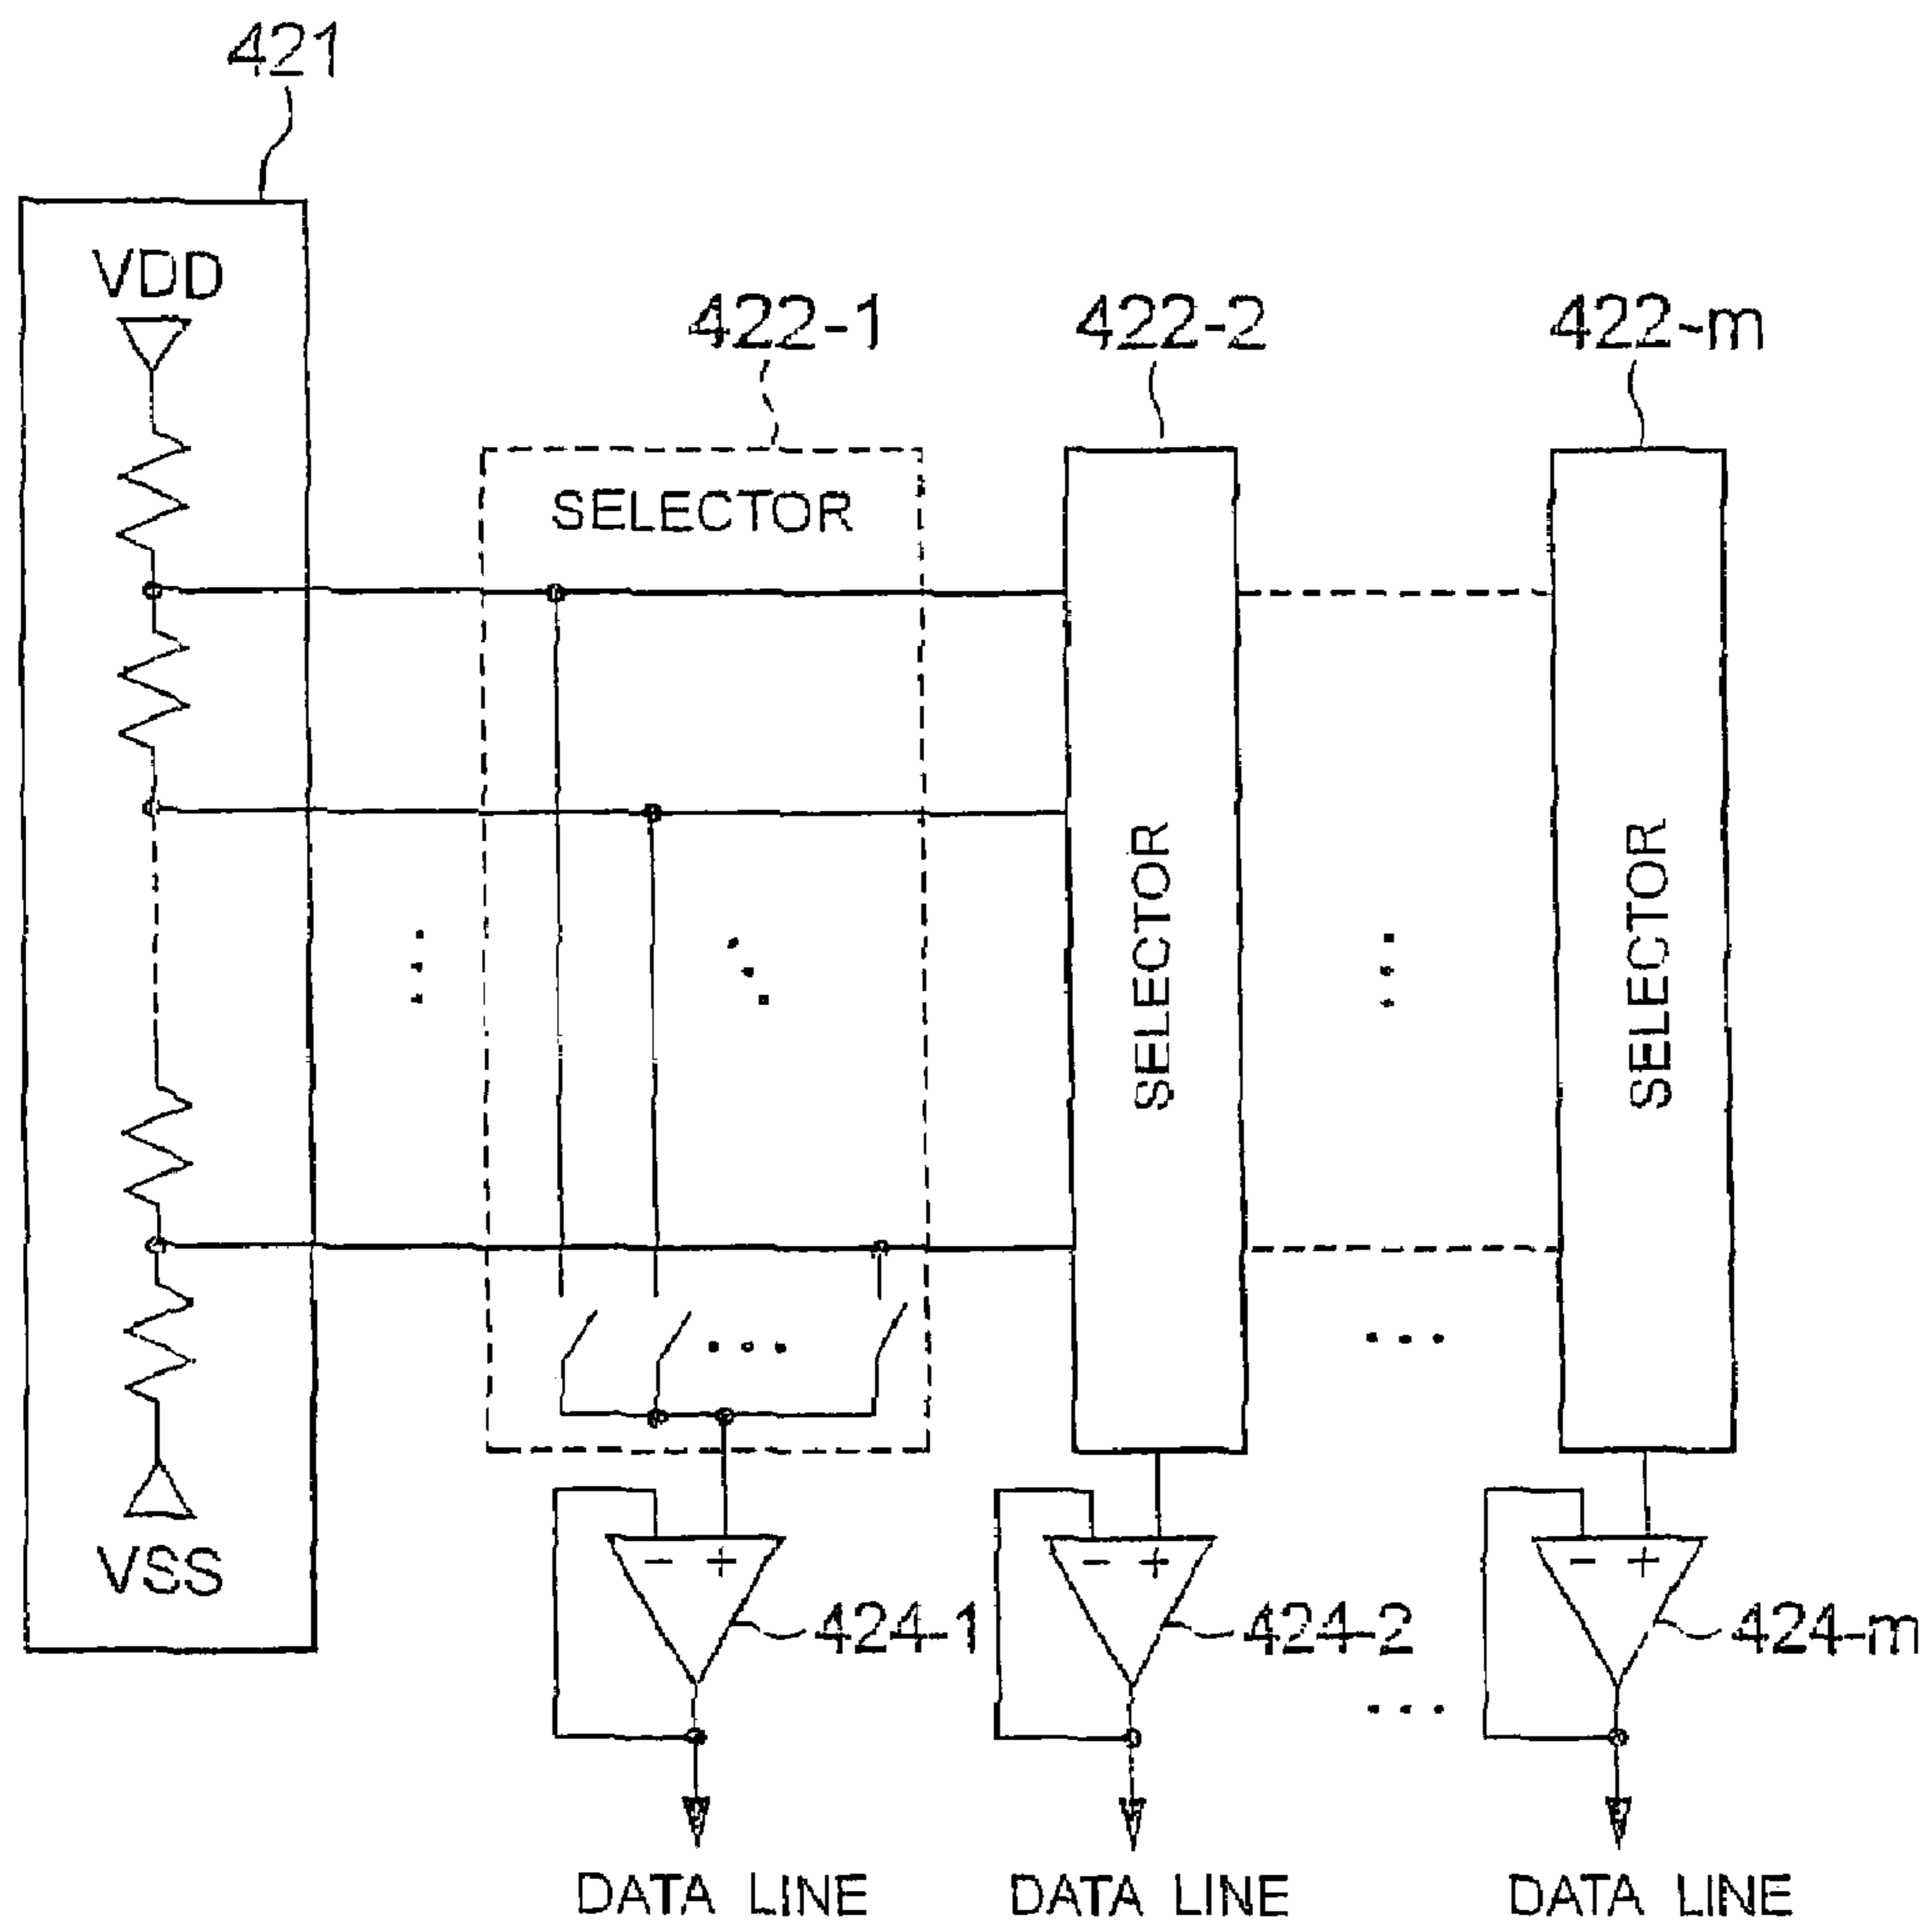 421
VDD
422-1
422-2
422-m
SELECTOR
SELECTOR
SELECTOR
VSS
- +
- +
- +
424-1
424-2
424-m
DATA LINE
DATA LINE
DATA LINE